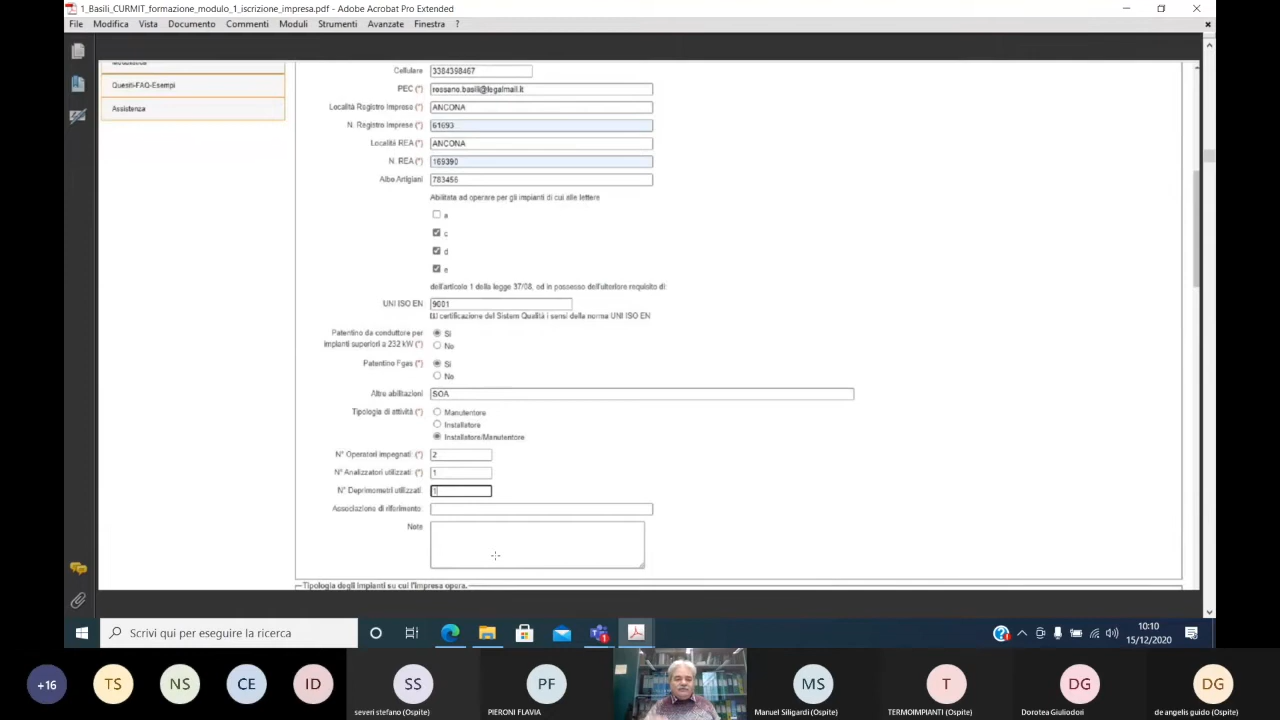 1_Basili_CURMIT_formazione_modulo_1_iscrizione_impresa.pdf - Adobe Acrobat Pro Extended
File Modifica Vista Documento Commenti Moduli Strumenti Avanzate Finestra ?
Quesiti-FAQ-Esempi
Assistenza
Cellulare 3384398467
PEC (*) rossano.basili@legalmail.it
Località Registro Imprese (*) ANCONA
N. Registro Imprese (*) 61693
Località REA (*) ANCONA
N. REA (*) 169390
Albo Artigiani 783456
Abilitata ad operare per gli impianti di cui alle lettere
a
c
d
e
dell'articolo 1 della legge 37/08, od in possesso dell'ulteriore requisito di:
UNI ISO EN 9001
certificazione del Sistem Qualità i sensi della norma UNI ISO EN
Patentino da conduttore per
impianti superiori a 232 kW (*)
Si
No
Patentino Fgas (*) Si
No
Altre abilitazioni SOA
Tipologia di attività (*) Manutentore
Installatore
Installatore/Manutentore
N° Operatori impegnati: (*) 2
N° Analizzatori utilizzati: (*) 1
N° Deprimometri utilizzati: 1
Associazione di riferimento:
Note
Tipologia degli impianti su cui l'impresa opera.
Scrivi qui per eseguire la ricerca
10:10
15/12/2020
+16 TS NS CE ID SS PF MS T DG DG
severi stefano (Ospite) PIERONI FLAVIA Manuel Siligardi (Ospite) TERMOIMPIANTI (Ospite) Dorotea Giuliodori de angelis guido (Ospite)